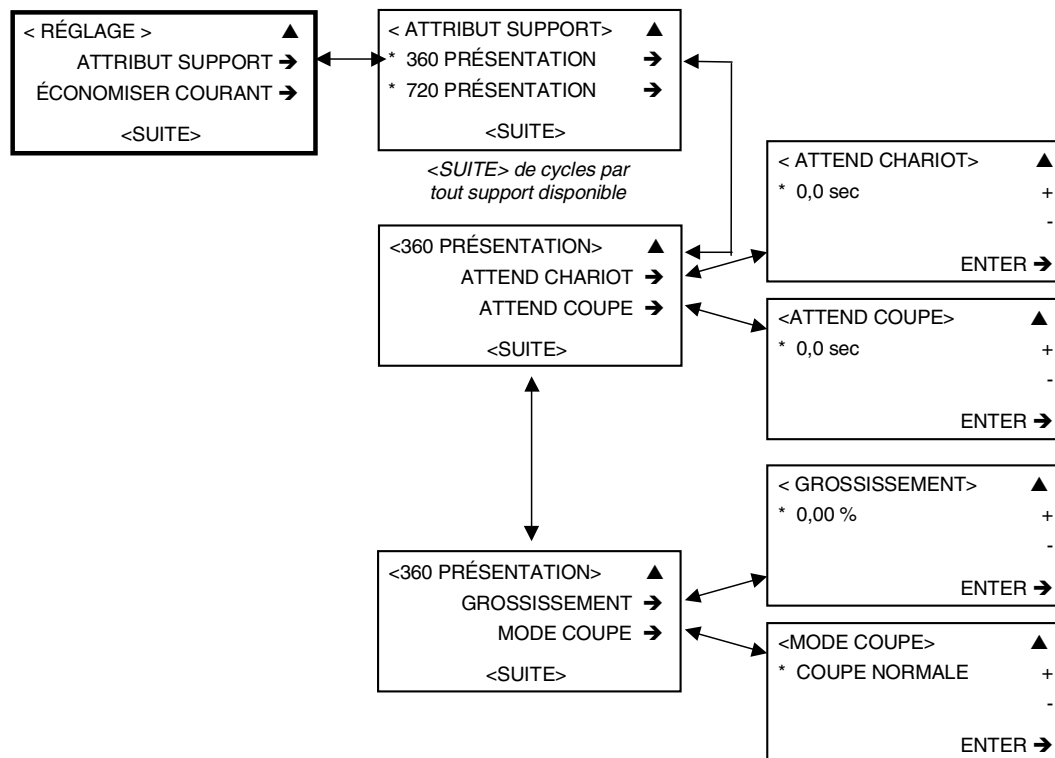 < RÉGLAGE > ▲
ATTRIBUT SUPPORT ➔
ÉCONOMISER COURANT ➔
<SUITE>
< ATTRIBUT SUPPORT> ▲
* 360 PRÉSENTATION ➔
* 720 PRÉSENTATION ➔
<SUITE>
<SUITE> de cycles par
tout support disponible
<360 PRÉSENTATION> ▲
ATTEND CHARIOT ➔
ATTEND COUPE ➔
<SUITE>
< ATTEND CHARIOT> ▲
* 0,0 sec +
-
ENTER ➔
<ATTEND COUPE> ▲
* 0,0 sec +
-
ENTER ➔
<360 PRÉSENTATION> ▲
GROSSISSEMENT ➔
MODE COUPE ➔
<SUITE>
< GROSSISSEMENT> ▲
* 0,00 % +
-
ENTER ➔
<MODE COUPE> ▲
* COUPE NORMALE +
-
ENTER ➔